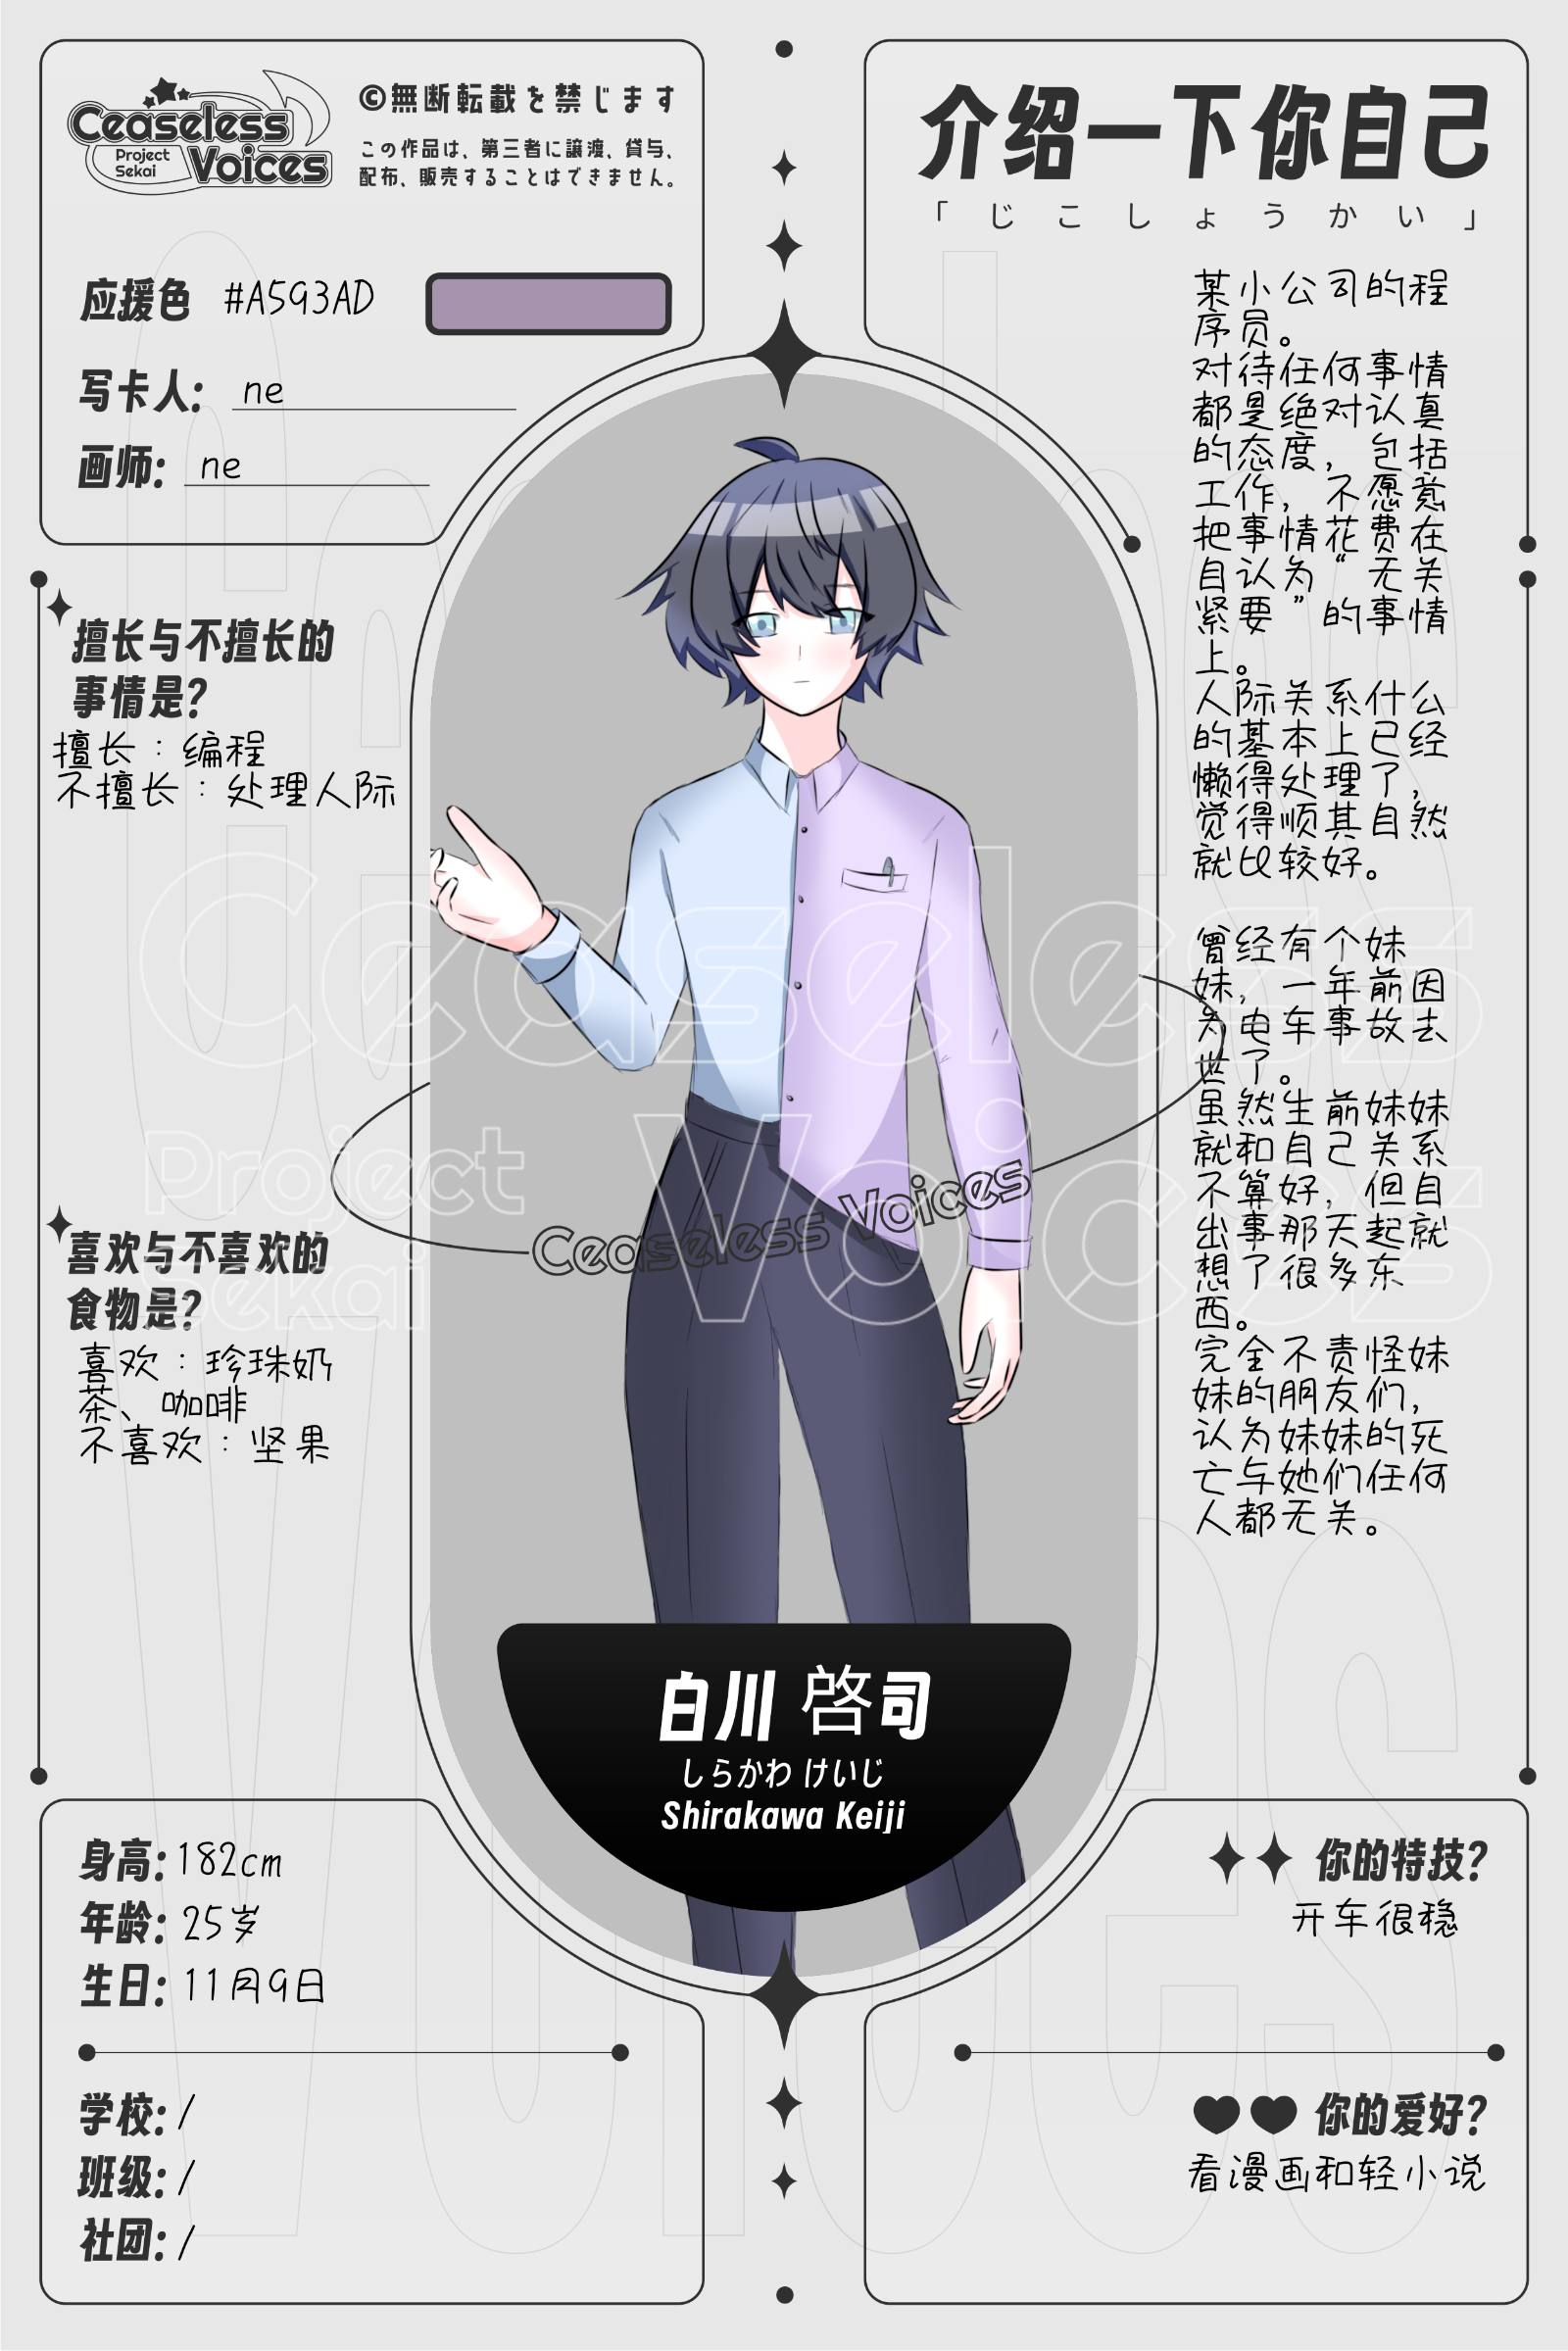 Ceaseless
Project
Sekai
Voices
©無断転載を禁じます
この作品は、第三者に譲渡、貸与、
配布、販売することはできません。
应援色 #A593AD
写卡人: ne
画师: ne
介绍一下你自己
「じこしょうかい」
某小公司的程
序员。
对待任何事情
都是绝对认真
的态度，包括
工作，不愿意
把事情花费在
自认为“无关
紧要”的事情
上。
人际关系什么
的基本上已经
懒得处理了，
觉得顺其自然
就比较好。
曾经有个妹
妹，一年前因
为电车事故去
世了。
虽然生前妹妹
就和自己关系
不算好，但自
出事那天起就
想了很多东
西。
完全不责怪妹
妹的朋友们，
认为妹妹的死
亡与她们任何
人都无关。
擅长与不擅长的
事情是？
擅长：编程
不擅长：处理人际
喜欢与不喜欢的
食物是？
喜欢：珍珠奶
茶、咖啡
不喜欢：坚果
Ceaseless
Project
Sekai
Voices
Ceaseless Voices
白川 啓司
しらかわ けいじ
Shirakawa Keiji
身高: 182cm
年龄: 25岁
生日: 11月9日
学校: /
班级: /
社团: /
你的特技？
开车很稳
你的爱好？
看漫画和轻小说